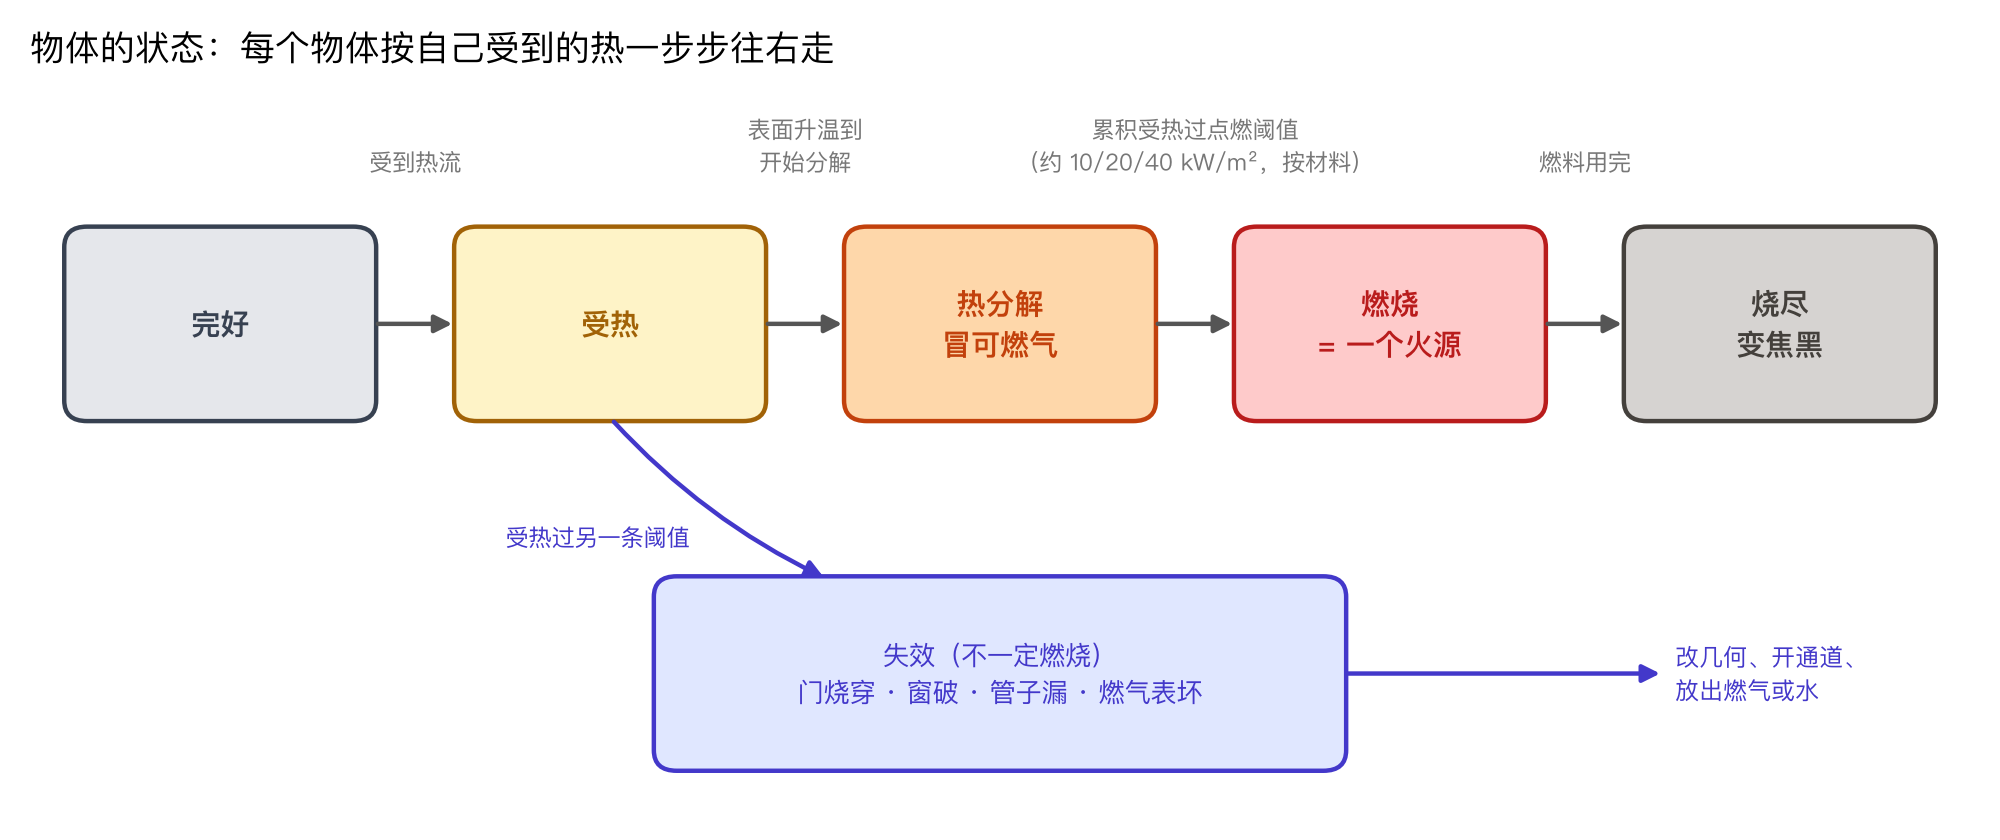 物体的状态：每个物体按自己受到的热一步步往右走
受到热流
表面升温到
开始分解
累积受热过点燃阈值
（约 10/20/40 kW/m²，按材料）
燃料用完
完好
受热
热分解
冒可燃气
燃烧
= 一个火源
烧尽
变焦黑
受热过另一条阈值
失效（不一定燃烧）
门烧穿 · 窗破 · 管子漏 · 燃气表坏
改几何、开通道、
放出燃气或水